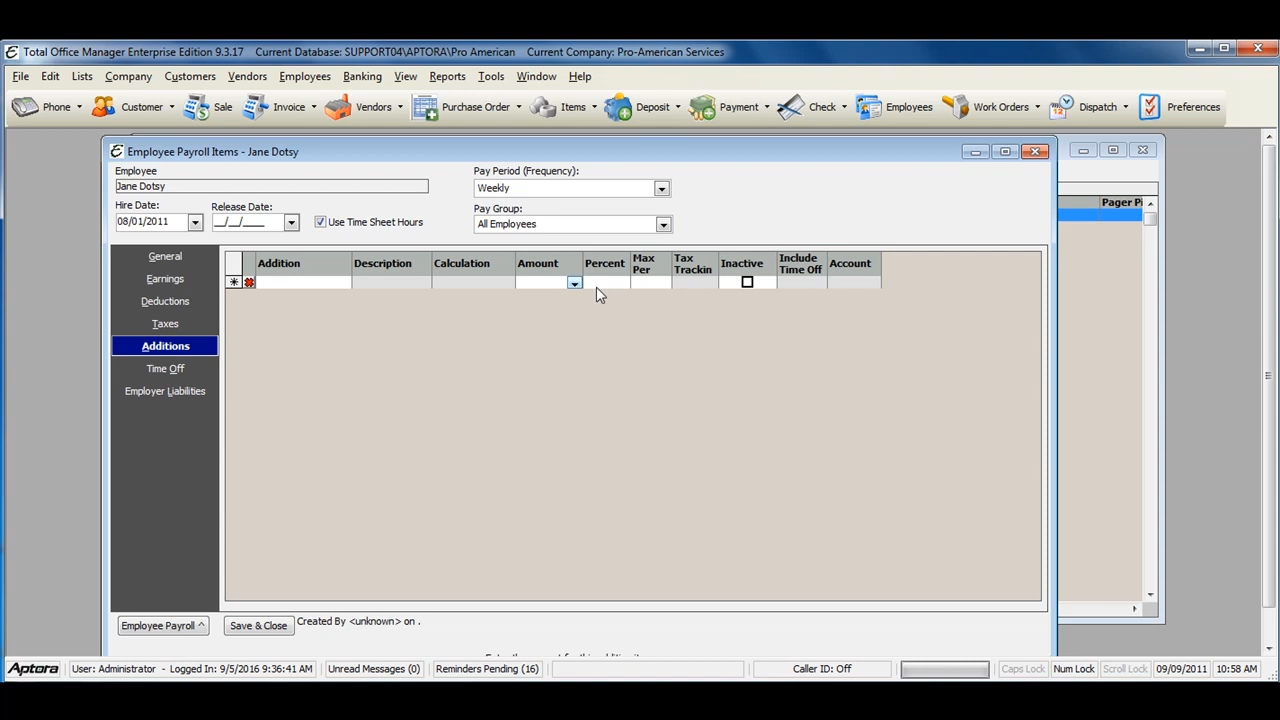 Total Office Manager Enterprise Edition 9.3.17 Current Database: SUPPORT04\APTORA\Pro American Current Company: Pro-American Services
File Edit Lists Company Customers Vendors Employees Banking View Reports Tools Window Help
Phone Customer Sale Invoice Vendors Purchase Order Items Deposit Payment Check Employees Work Orders Dispatch Preferences
Employee Payroll Items - Jane Dotsy
Employee
Jane Dotsy
Pay Period (Frequency):
Weekly
Hire Date:
08/01/2011
Release Date:
__/__/____
Use Time Sheet Hours
Pay Group:
All Employees
Pager Pi
General
Earnings
Deductions
Taxes
Additions
Time Off
Employer Liabilities
Addition Description Calculation Amount Percent Max Per Tax Trackin Inactive Include Time Off Account
Employee Payroll ^ Save & Close Created By <unknown> on .
Aptora User: Administrator - Logged In: 9/5/2016 9:36:41 AM Unread Messages (0) Reminders Pending (16) Caller ID: Off Caps Lock Num Lock Scroll Lock 09/09/2011 10:58 AM